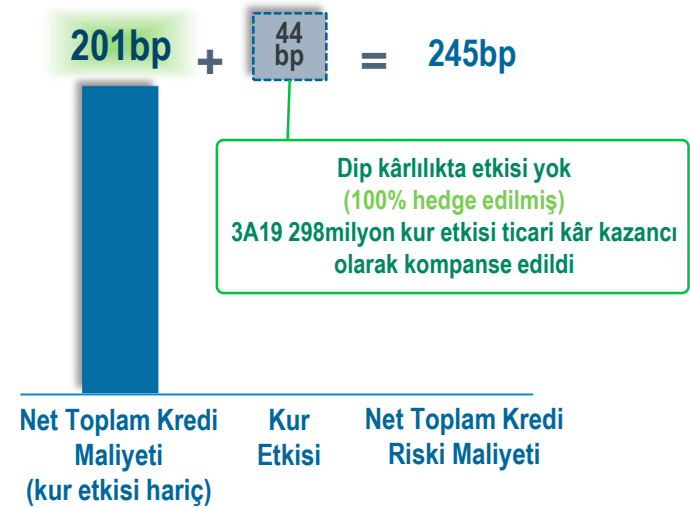 201bp + 44 bp = 245bp
Dip kârlılıkta etkisi yok
(100% hedge edilmiş)
3A19 298milyon kur etkisi ticari kâr kazancı
olarak kompanse edildi
Net Toplam Kredi
Maliyeti
(kur etkisi hariç)
Kur
Etkisi
Net Toplam Kredi
Riski Maliyeti